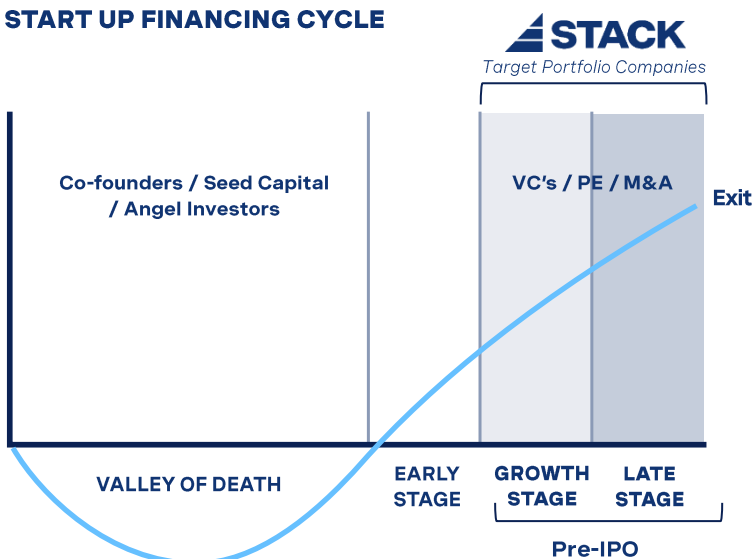 START UP FINANCING CYCLE
STACK
Target Portfolio Companies
Co-founders / Seed Capital
/ Angel Investors
VC's / PE / M&A
Exit
VALLEY OF DEATH
EARLY
STAGE
GROWTH
STAGE
LATE
STAGE
Pre-IPO